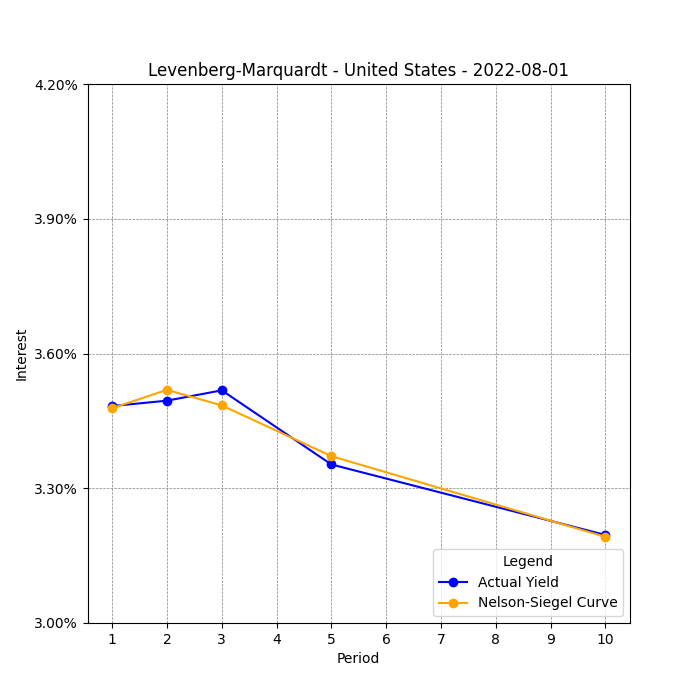 Levenberg-Marquardt - United States - 2022-08-01
4.20%
3.90%
3.60%
3.30%
3.00%
Interest
1 2 3 4 5 6 7 8 9 10
Period
Legend
Actual Yield
Nelson-Siegel Curve